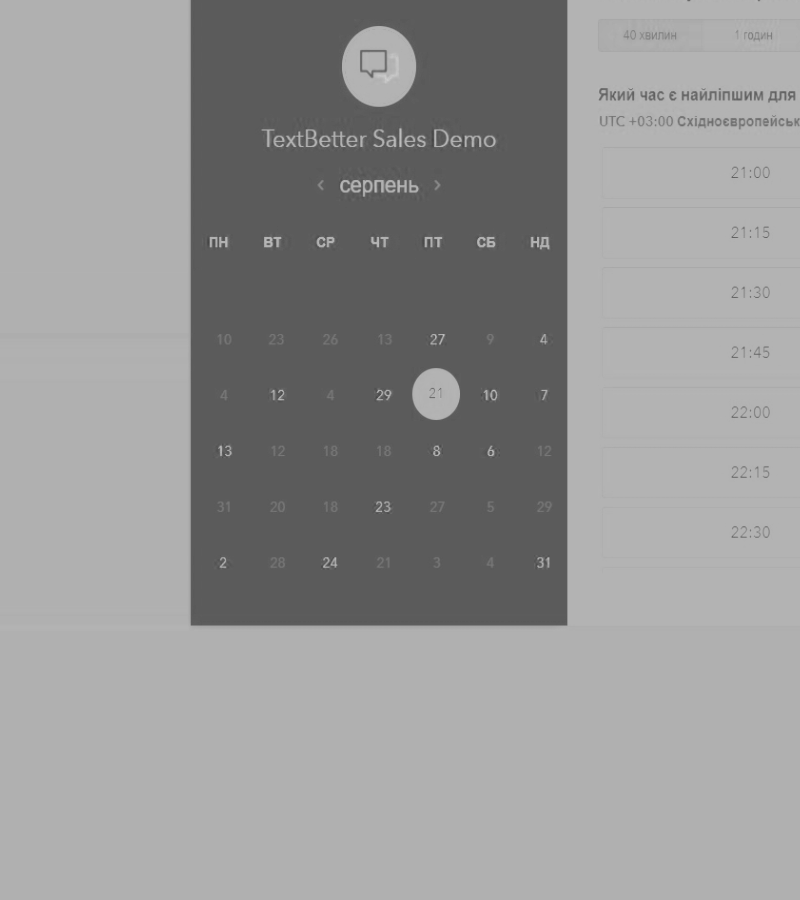 TextBetter Sales Demo
серпень
ПН ВТ СР ЧТ ПТ СБ НД
10 23 26 13 27 9 4
4 12 4 29 21 10 7
13 12 18 18 8 6 12
31 20 18 23 27 5 29
2 28 24 21 3 4 31
40 хвилин 1 годин
Який час є найліпшим для
UTC +03:00 Східноєвропейськ
21:00
21:15
21:30
21:45
22:00
22:15
22:30